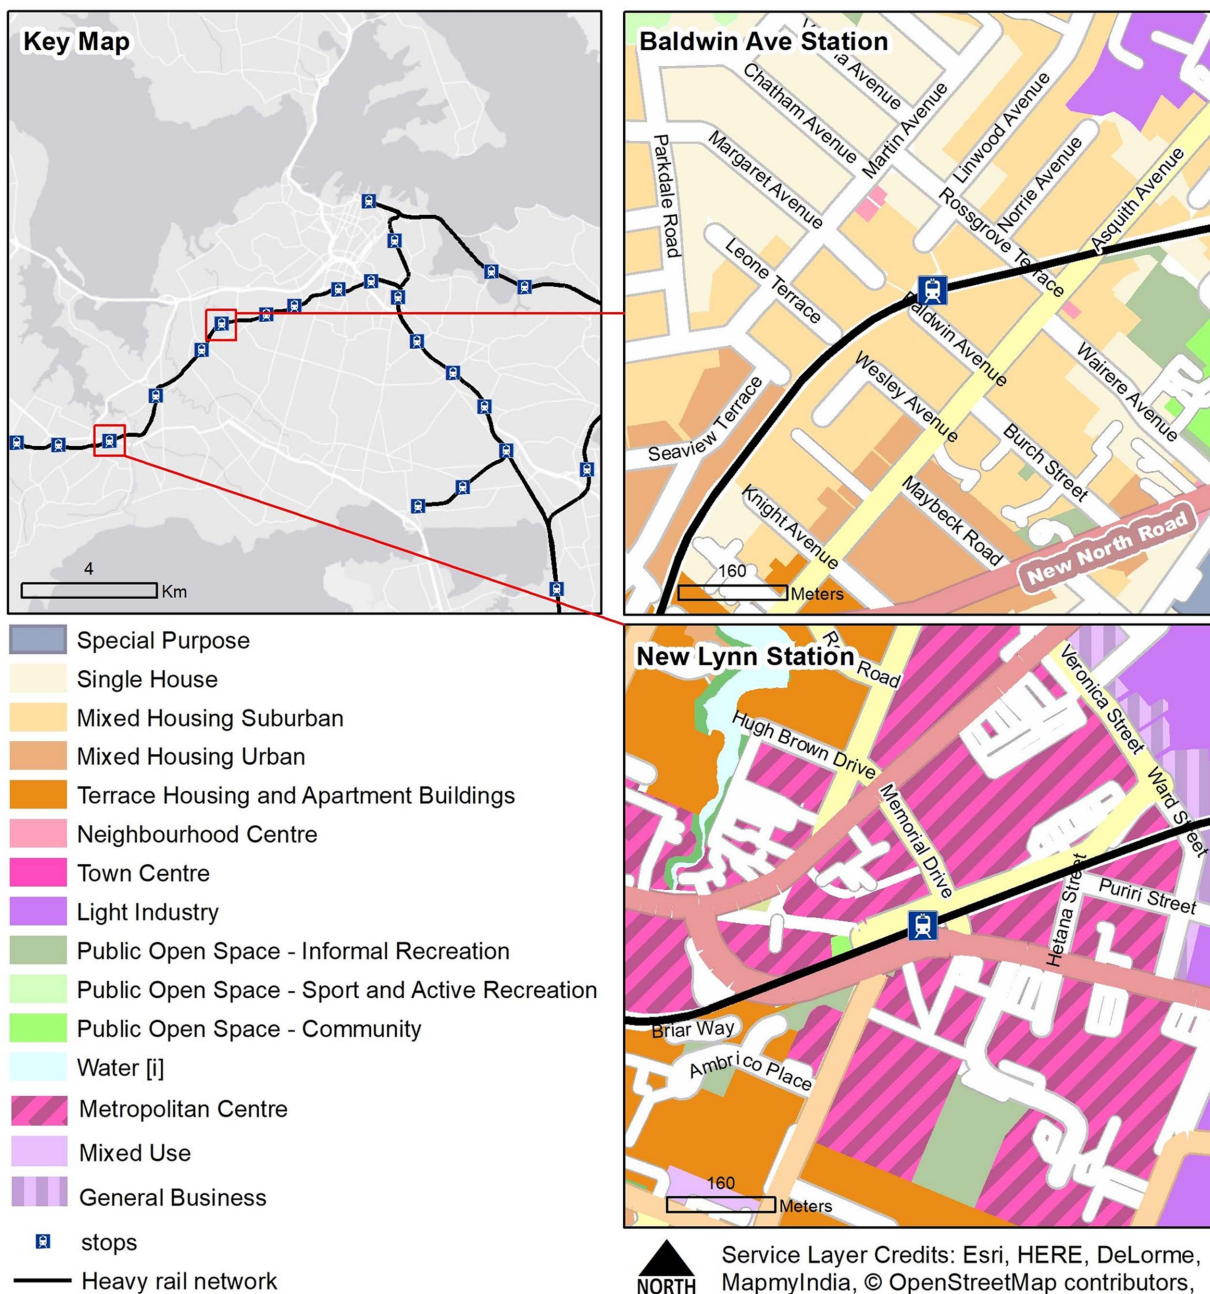 Key Map
4
Km
Baldwin Ave Station
Avenue
Chatham Avenue
Martin Avenue
Linwood Avenue
Margaret Avenue
Parkdale Road
Norrie Avenue
Rossgrove Terrace
Asquith Avenue
Leone Terrace
Baldwin Avenue
Wesley Avenue
Wairere Avenue
Seaview Terrace
Burch Street
Maybeck Road
Knight Avenue
New North Road
160
Meters
Special Purpose
Single House
Mixed Housing Suburban
Mixed Housing Urban
Terrace Housing and Apartment Buildings
Neighbourhood Centre
Town Centre
Light Industry
Public Open Space - Informal Recreation
Public Open Space - Sport and Active Recreation
Public Open Space - Community
Water [i]
Metropolitan Centre
Mixed Use
General Business
stops
Heavy rail network
New Lynn Station
Road
Veronica Street
Hugh Brown Drive
Memorial Drive
Ward Street
Puriri Street
Hetana Street
Briar Way
Ambrico Place
160
Meters
NORTH
Service Layer Credits: Esri, HERE, DeLorme,
MapmyIndia, © OpenStreetMap contributors,